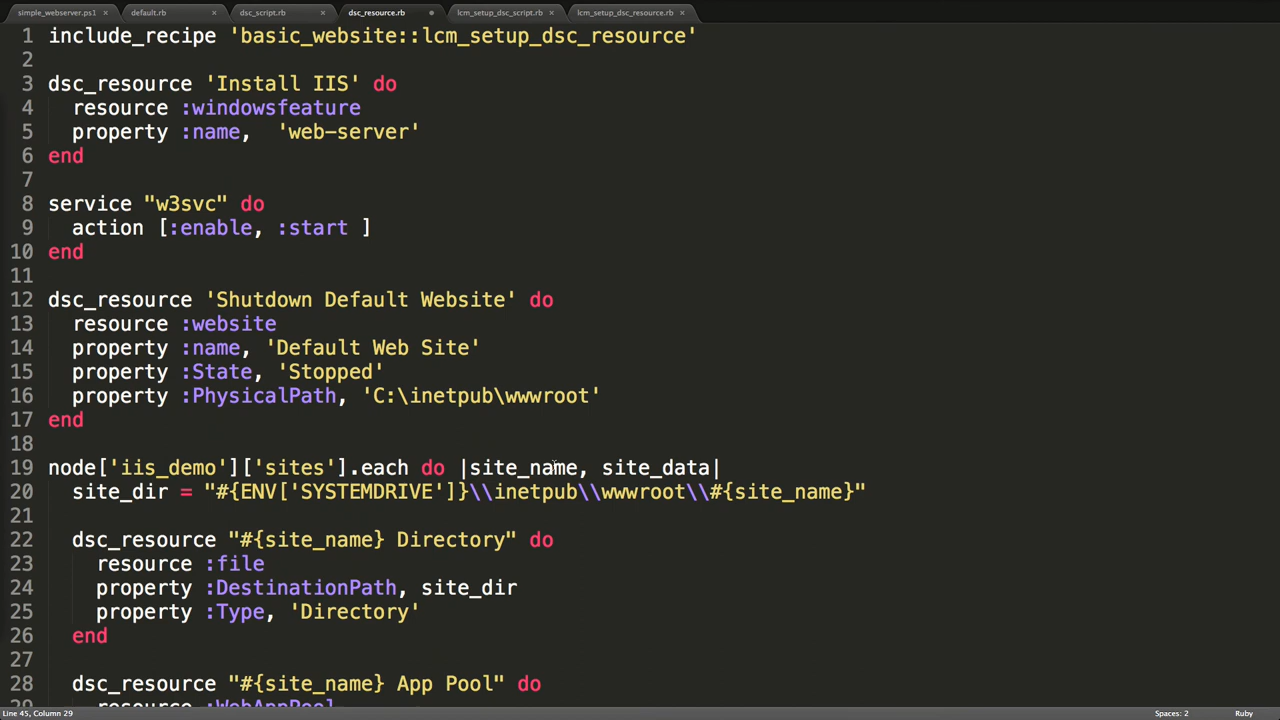 simple_webserver.ps1 × default.rb × dsc_script.rb × dsc_resource.rb lcm_setup_dsc_script.rb × lcm_setup_dsc_resource.rb ×
1 include_recipe 'basic_website::lcm_setup_dsc_resource'
2
3 dsc_resource 'Install IIS' do
4   resource :windowsfeature
5   property :name,  'web-server'
6 end
7
8 service "w3svc" do
9   action [:enable, :start ]
10 end
11
12 dsc_resource 'Shutdown Default Website' do
13   resource :website
14   property :name, 'Default Web Site'
15   property :State, 'Stopped'
16   property :PhysicalPath, 'C:\inetpub\wwwroot'
17 end
18
19 node['iis_demo']['sites'].each do |site_name, site_data|
20   site_dir = "#{ENV['SYSTEMDRIVE']}\\inetpub\\wwwroot\\#{site_name}"
21
22   dsc_resource "#{site_name} Directory" do
23     resource :file
24     property :DestinationPath, site_dir
25     property :Type, 'Directory'
26   end
27
28   dsc_resource "#{site_name} App Pool" do
29     resource :WebAppPool
Line 45, Column 29 Spaces: 2 Ruby